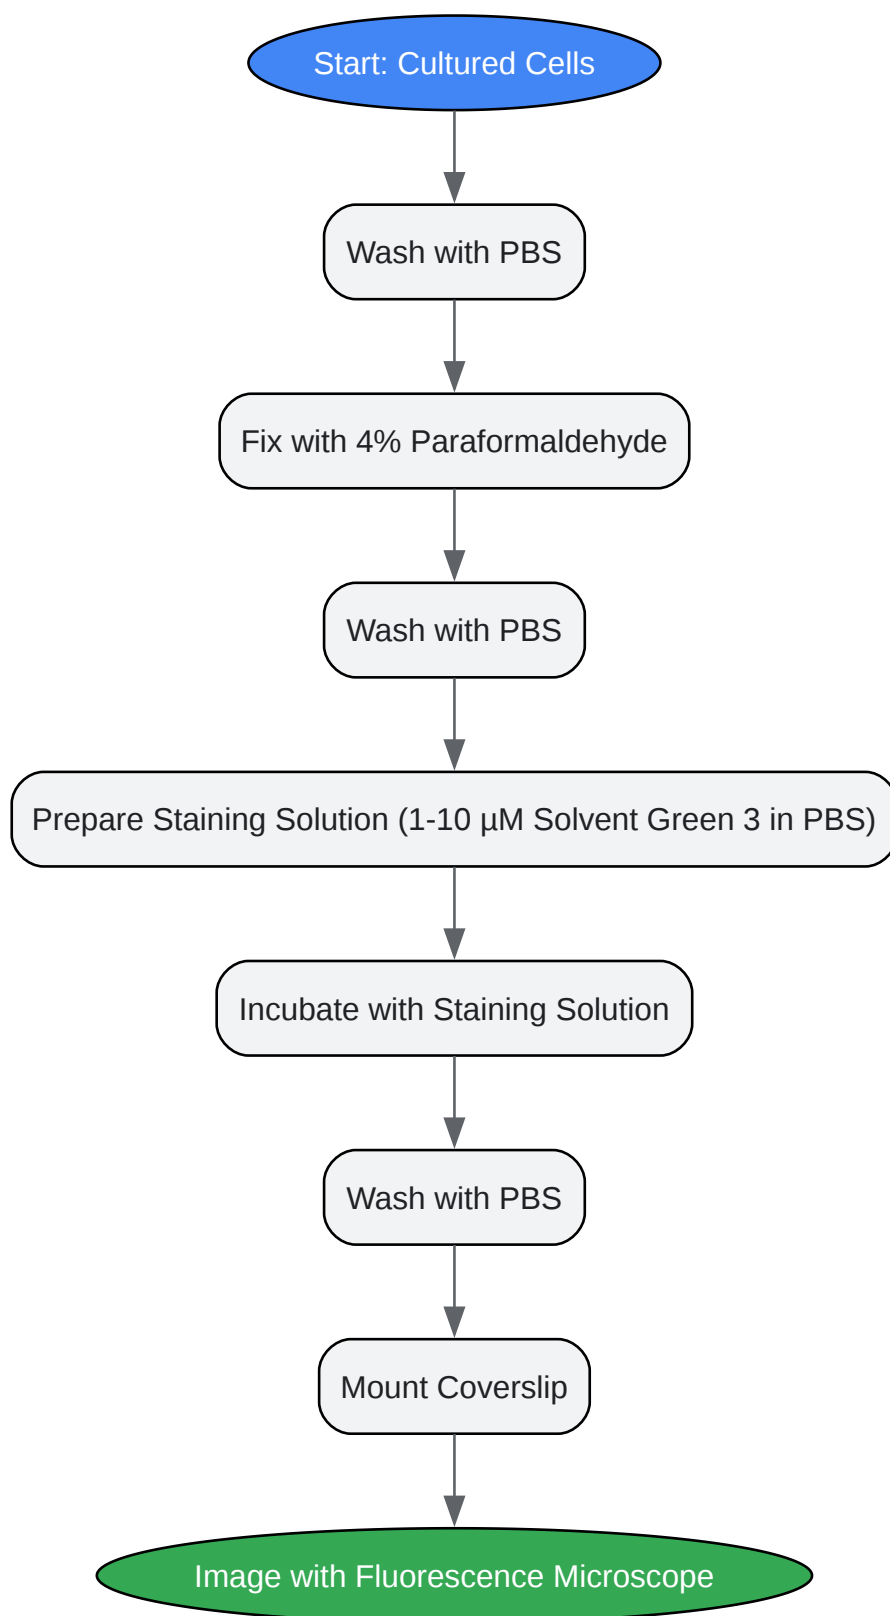 Start: Cultured Cells
Wash with PBS
Fix with 4% Paraformaldehyde
Wash with PBS
Prepare Staining Solution (1-10 µM Solvent Green 3 in PBS)
Incubate with Staining Solution
Wash with PBS
Mount Coverslip
Image with Fluorescence Microscope